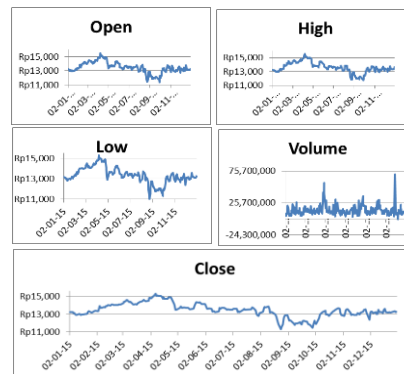 Open
Rp15,000
Rp13,000
Rp11,000
02-01-...
02-03-...
02-05-...
02-07-...
02-09-...
02-11-...
High
Rp15,000
Rp13,000
Rp11,000
02-01-...
02-03-...
02-05-...
02-07-...
02-09-...
02-11-...
Low
Rp15,000
Rp13,000
Rp11,000
02-01-15
02-03-15
02-05-15
02-07-15
02-09-15
02-11-15
Volume
75,700,000
25,700,000
-24,300,000
02-...
02-...
02-...
02-...
02-...
02-...
Close
Rp15,000
Rp13,000
Rp11,000
02-01-15
02-02-15
02-03-15
02-04-15
02-05-15
02-06-15
02-07-15
02-08-15
02-09-15
02-10-15
02-11-15
02-12-15